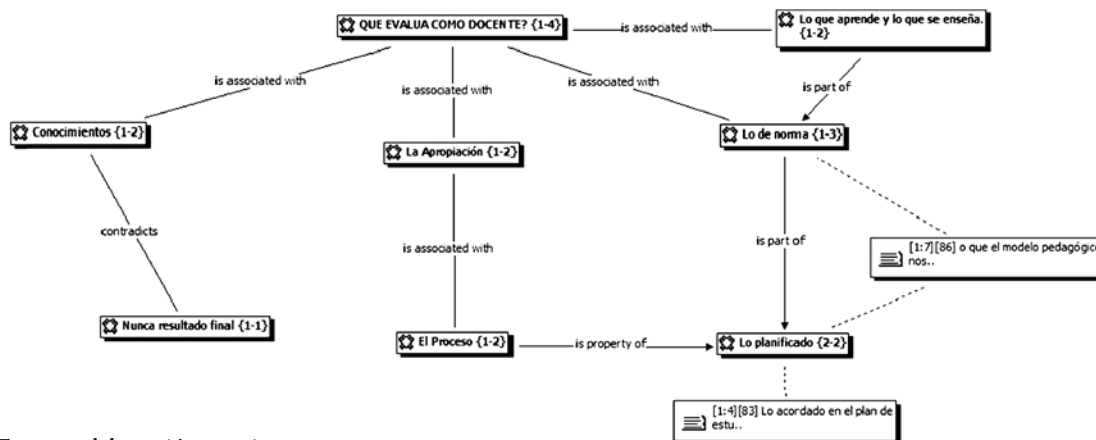 QUE EVALUA COMO DOCENTE? {1-4}
is associated with
Lo que aprende y lo que se enseña.
{1-2}
is associated with
is associated with
is associated with
is part of
Conocimientos {1-2}
La Apropiación {1-2}
Lo de norma {1-3}
contradicts
is associated with
is part of
[1:7][86] o que el modelo pedagógico
nos..
Nunca resultado final {1-1}
El Proceso {1-2}
is property of
Lo planificado {2-2}
[1:4][83] Lo acordado en el plan de
estu..